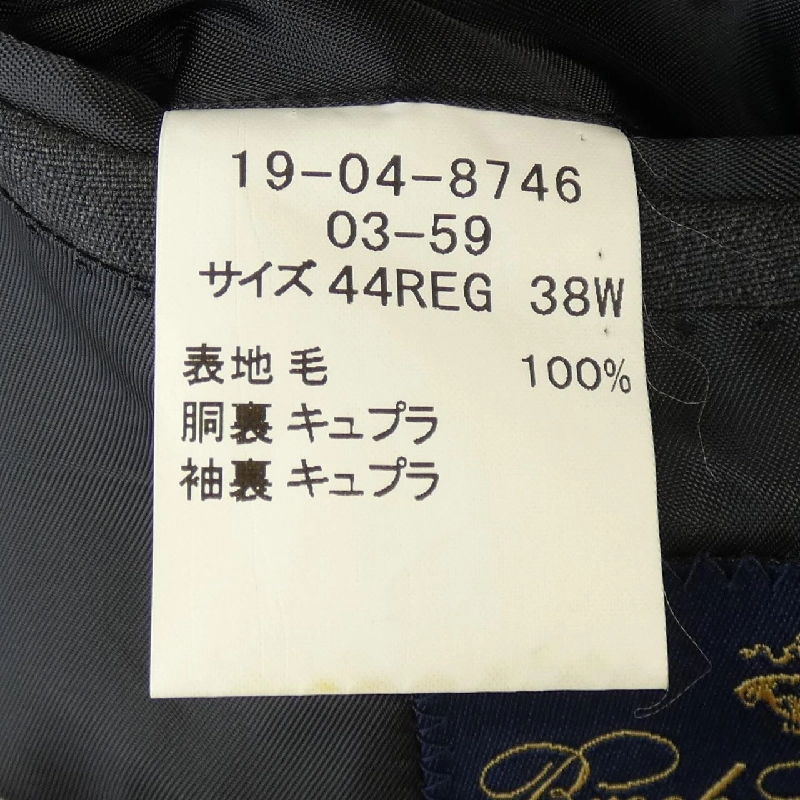 19-04-8746
03-59
サイズ 44REG 38W
表地 毛 100%
胴裏 キュプラ
袖裏 キュプラ